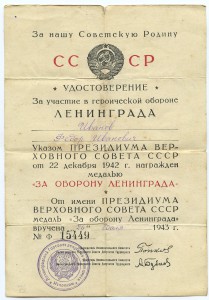 За нашу Советскую Родину
СССР
УДОСТОВЕРЕНИЕ
За участие в героической обороне
ЛЕНИНГРАДА
Иванов
Иванович
Указом ПРЕЗИДИУМА ВЕР-
ХОВНОГО СОВЕТА СССР
от 22 декабря 1942 г. награжден
медалью
«ЗА ОБОРОНУ ЛЕНИНГРАДА»
От имени ПРЕЗИДИУМА
ВЕРХОВНОГО СОВЕТА СССР
медаль «За оборону Ленинграда»
вручена 1943 г.
№ Ф 15449